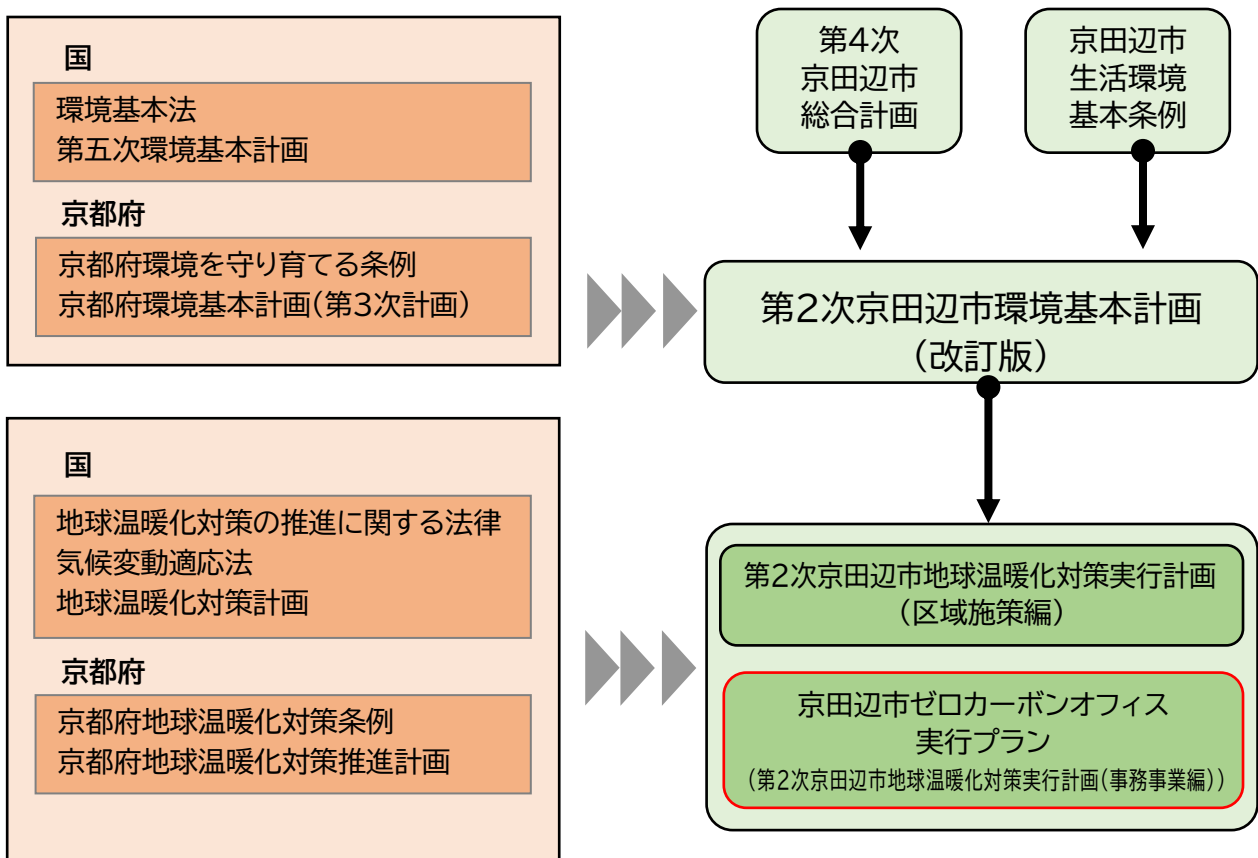 国
環境基本法
第五次環境基本計画
京都府
京都府環境を守り育てる条例
京都府環境基本計画(第3次計画)
第4次
京田辺市
総合計画
京田辺市
生活環境
基本条例
第2次京田辺市環境基本計画
(改訂版)
国
地球温暖化対策の推進に関する法律
気候変動適応法
地球温暖化対策計画
京都府
京都府地球温暖化対策条例
京都府地球温暖化対策推進計画
第2次京田辺市地球温暖化対策実行計画
(区域施策編)
京田辺市ゼロカーボンオフィス
実行プラン
(第2次京田辺市地球温暖化対策実行計画(事務事業編))